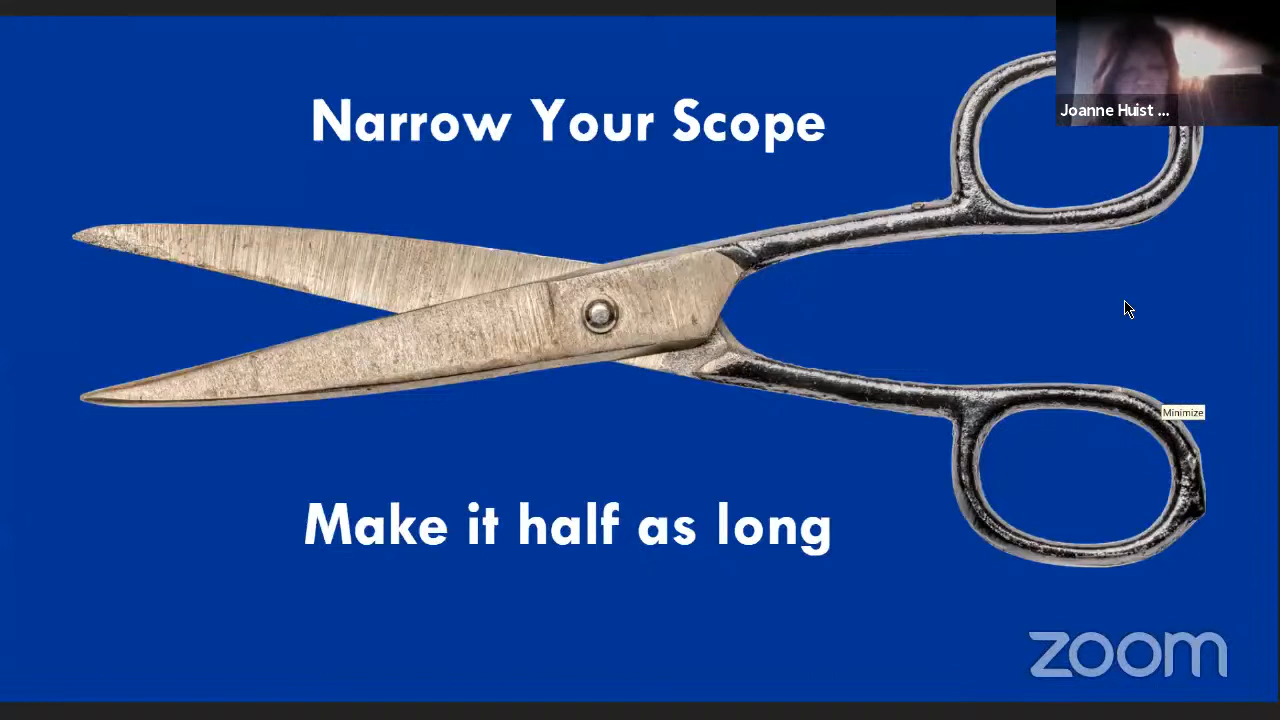 Narrow Your Scope
Joanne Huist ...
Minimize
Make it half as long
zoom